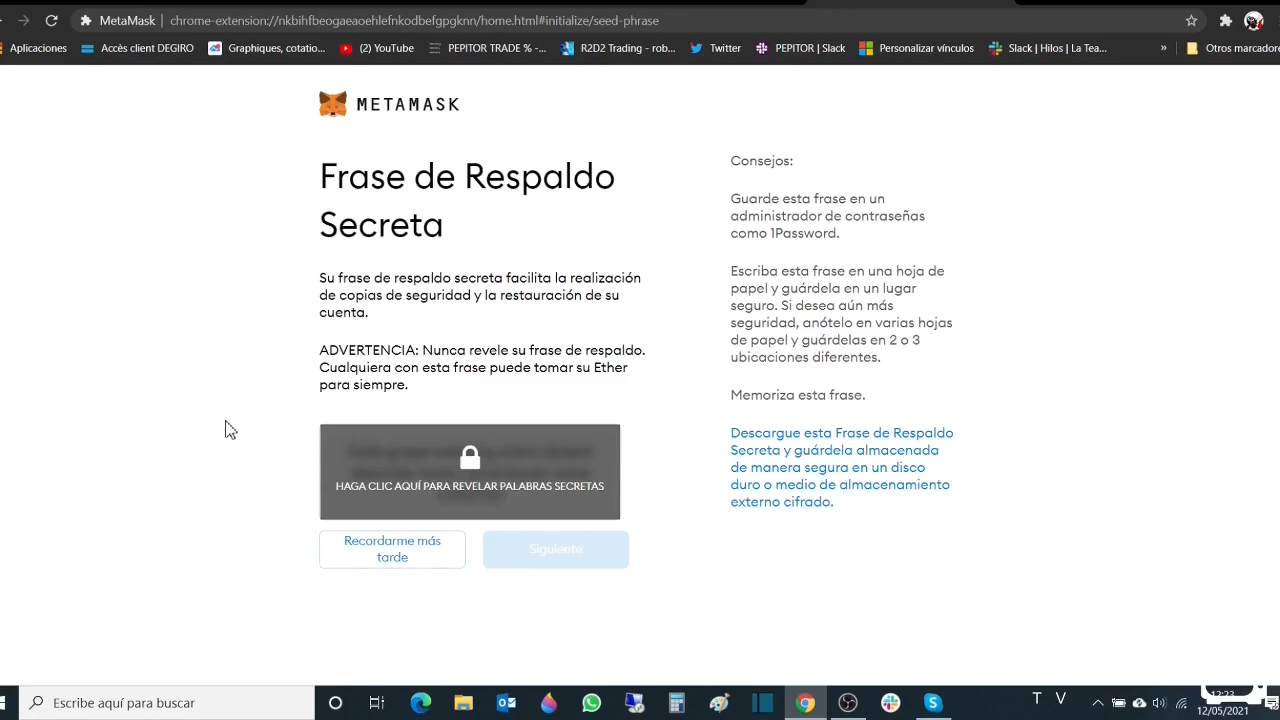 MetaMask | chrome-extension://nkbihfbeogaeaoehlefnkodbefgpgknn/home.html#initialize/seed-phrase
Aplicaciones Accès client DEGIRO Graphiques, cotatio... (2) YouTube PEPITOR TRADE %-... R2D2 Trading - rob... Twitter PEPITOR | Slack Personalizar vínculos Slack | Hilos | La Tea... » Otros marcadore
METAMASK
Frase de Respaldo
Secreta
Su frase de respaldo secreta facilita la realización
de copias de seguridad y la restauración de su
cuenta.
ADVERTENCIA: Nunca revele su frase de respaldo.
Cualquiera con esta frase puede tomar su Ether
para siempre.
HAGA CLIC AQUÍ PARA REVELAR PALABRAS SECRETAS
Recordarme más
tarde
Siguiente
Consejos:
Guarde esta frase en un
administrador de contraseñas
como 1Password.
Escriba esta frase en una hoja de
papel y guárdela en un lugar
seguro. Si desea aún más
seguridad, anótelo en varias hojas
de papel y guárdelas en 2 o 3
ubicaciones diferentes.
Memoriza esta frase.
Descargue esta Frase de Respaldo
Secreta y guárdela almacenada
de manera segura en un disco
duro o medio de almacenamiento
externo cifrado.
Escribe aquí para buscar
T V
12/05/2021